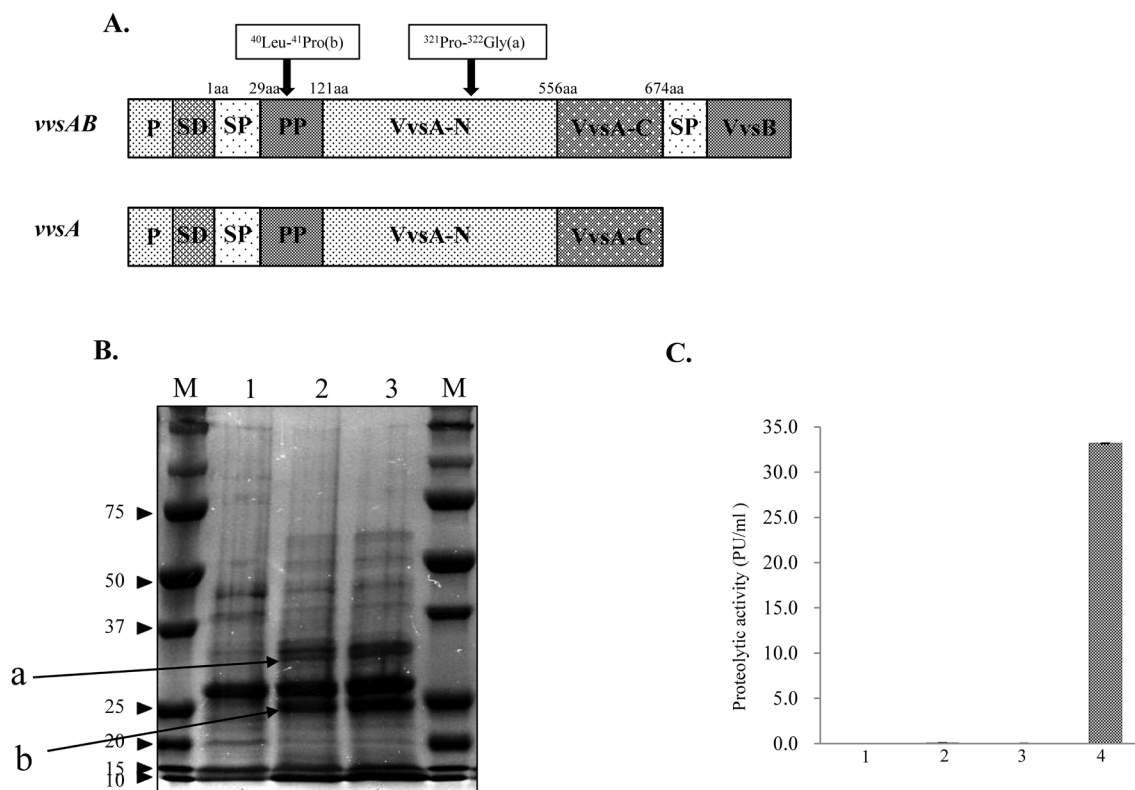 A.
⁴⁰Leu-⁴¹Pro(b)
³²¹Pro-³²²Gly(a)
1aa 29aa 121aa 556aa 674aa
vvsAB P SD SP PP VvsA-N VvsA-C SP VvsB
vvsA P SD SP PP VvsA-N VvsA-C
B.
M 1 2 3 M
75
50
37
a
25
b
20
15
10
C.
Proteolytic activity (PU/ml )
35.0
30.0
25.0
20.0
15.0
10.0
5.0
0.0
1 2 3 4